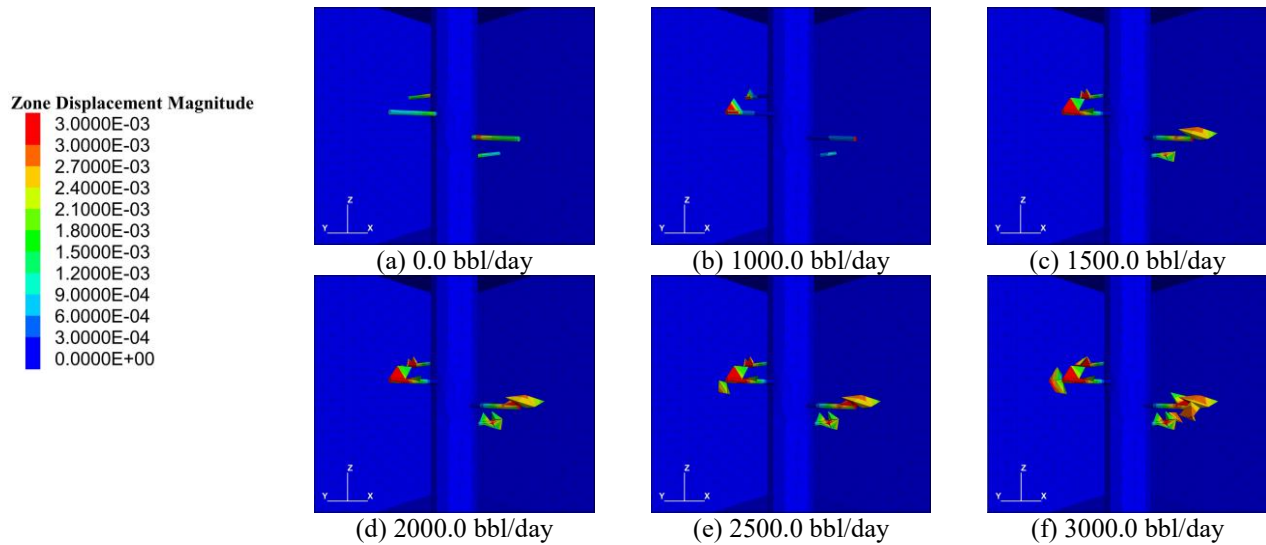 Zone Displacement Magnitude
3.0000E-03
3.0000E-03
2.7000E-03
2.4000E-03
2.1000E-03
1.8000E-03
1.5000E-03
1.2000E-03
9.0000E-04
6.0000E-04
3.0000E-04
0.0000E+00
Z
Y X
(a) 0.0 bbl/day
Z
Y X
(b) 1000.0 bbl/day
Z
Y X
(c) 1500.0 bbl/day
Z
Y X
(d) 2000.0 bbl/day
Z
Y X
(e) 2500.0 bbl/day
Z
Y X
(f) 3000.0 bbl/day